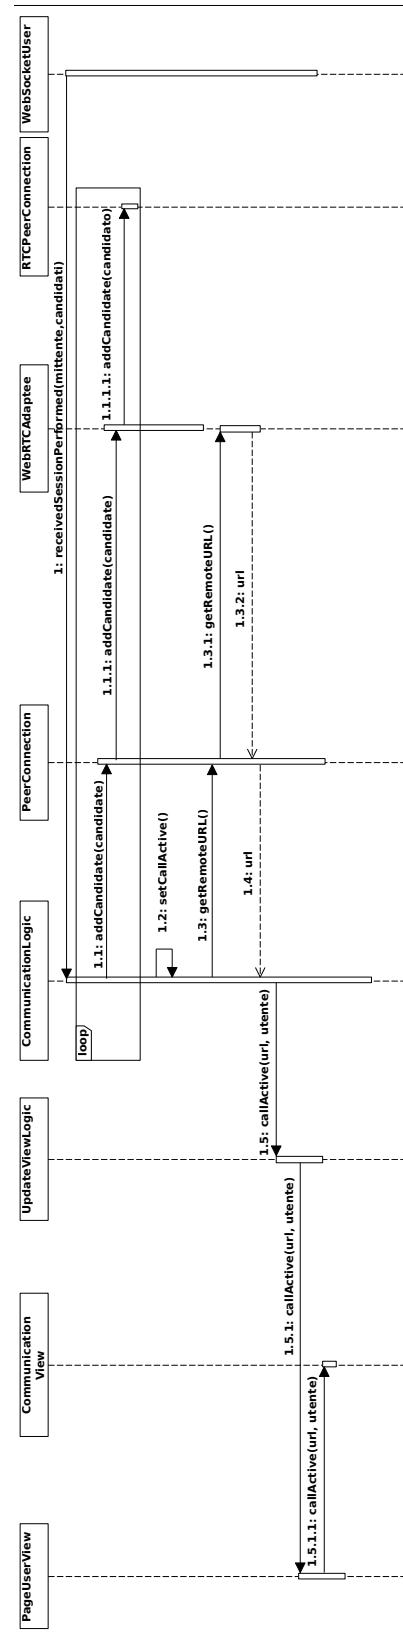 PageUserView
Communication
View
UpdateViewLogic
CommunicationLogic
PeerConnection
WebRTCAdaptee
RTCPeerConnection
WebSocketUser
1: receivedSessionPerformed(mittente,candidati)
loop
1.1: addCandidate(candidate)
1.1.1: addCandidate(candidate)
1.1.1.1: addCandidate(candidato)
1.2: setCallActive()
1.3: getRemoteURL()
1.3.1: getRemoteURL()
1.3.2: url
1.4: url
1.5: callActive(url, utente)
1.5.1: callActive(url, utente)
1.5.1.1: callActive(url, utente)